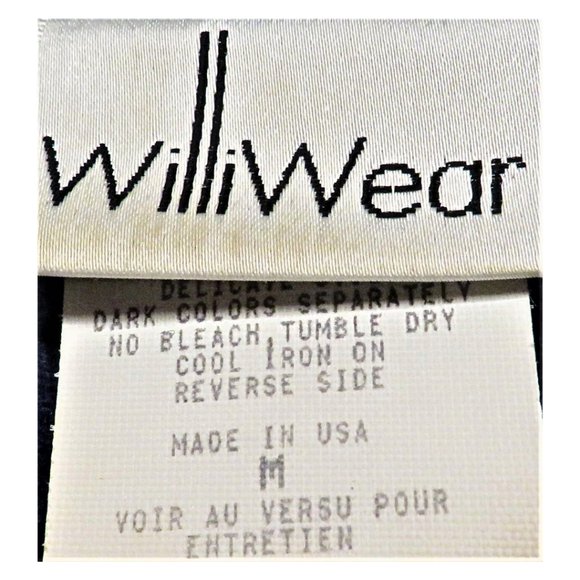 WilliWear
DELICATE
DARK COLORS SEPARATELY
NO BLEACH, TUMBLE DRY
COOL IRON ON
REVERSE SIDE
MADE IN USA
M
VOIR AU VERSU POUR
ENTRETIEN